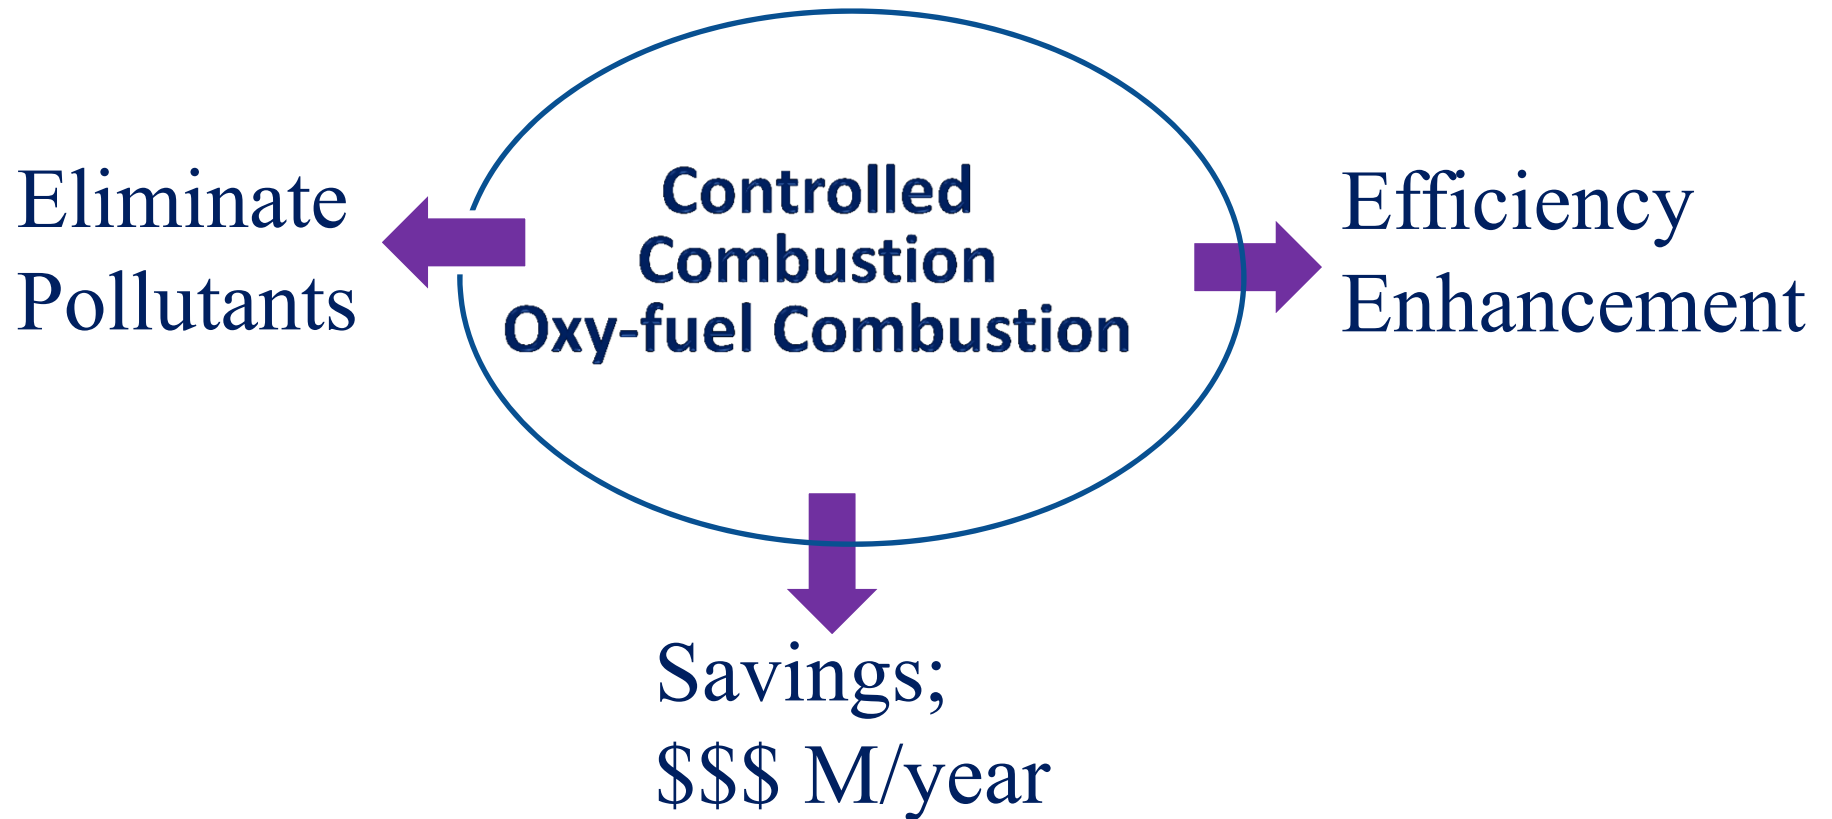 Eliminate
Pollutants
Controlled
Combustion
Oxy-fuel Combustion
Efficiency
Enhancement
Savings;
$$$ M/year